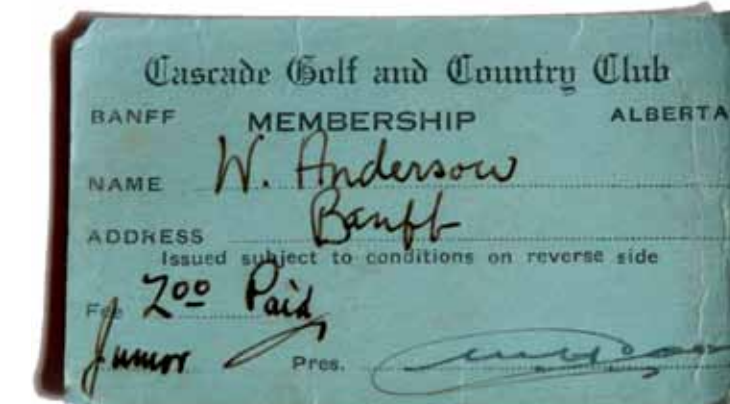 Cascade Golf and Country Club
BANFF MEMBERSHIP ALBERTA
NAME W. Anderson
ADDRESS Banff
Issued subject to conditions on reverse side
Fee 200 Paid
Junior Pres.